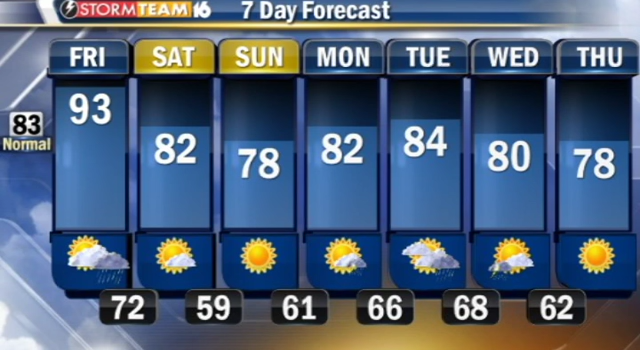 STORMTEAM 16 7 Day Forecast
FRI SAT SUN MON TUE WED THU
93 82 78 82 84 80 78
83
Normal
72 59 61 66 68 62